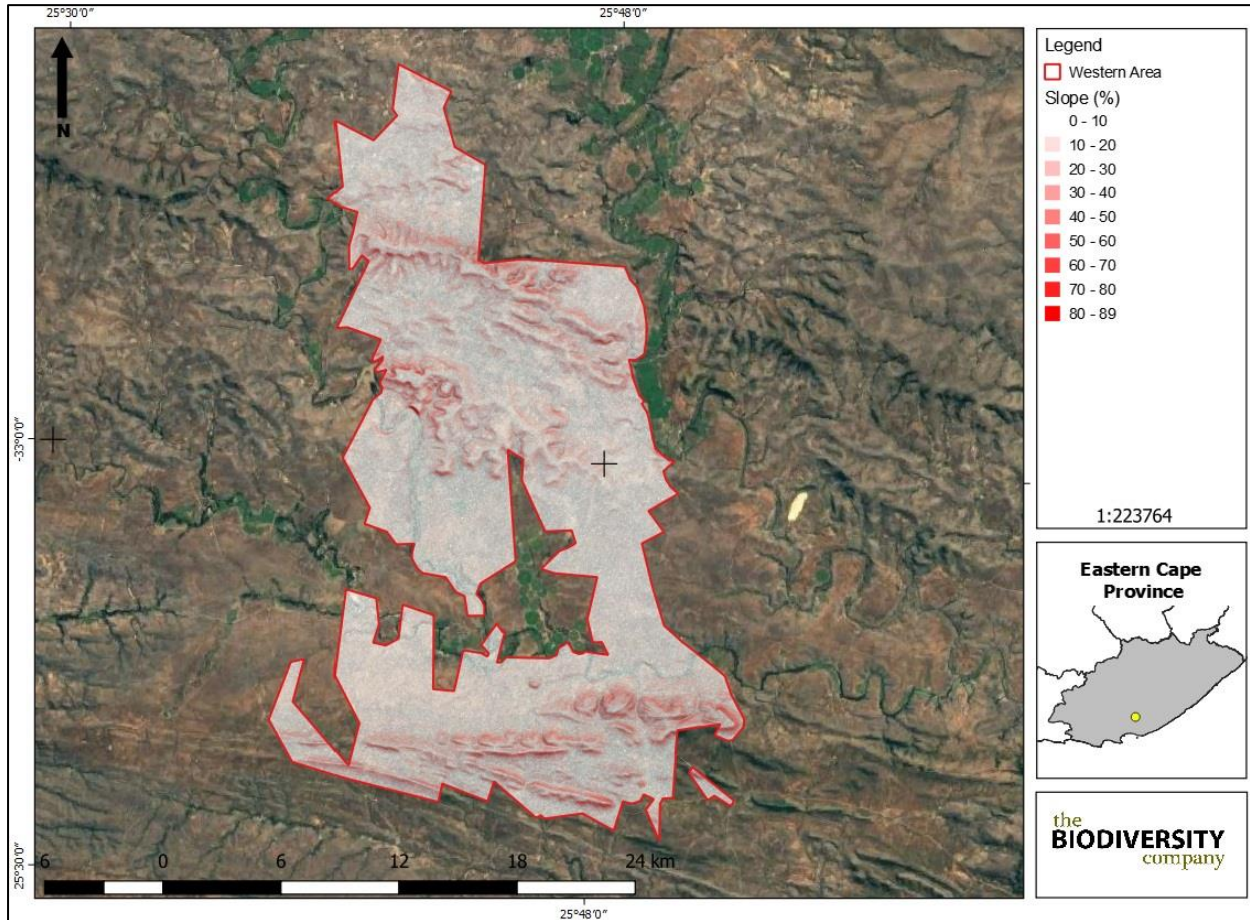 25°30'0"
25°48'0"
N
-33°0'0"
25°30'0"
6 0 6 12 18 24 km
25°48'0"
Legend
Western Area
Slope (%)
0 - 10
10 - 20
20 - 30
30 - 40
40 - 50
50 - 60
60 - 70
70 - 80
80 - 89
1:223764
Eastern Cape
Province
the
BIODIVERSITY
company